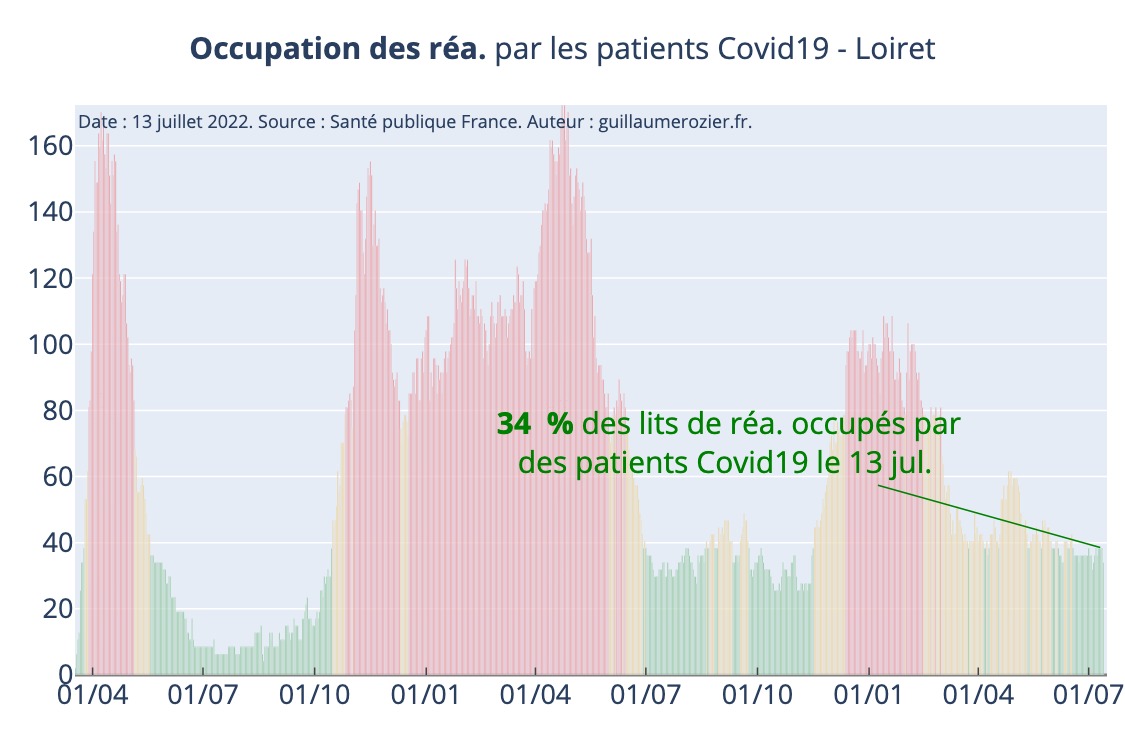 Occupation des réa. par les patients Covid19 - Loiret
Date : 13 juillet 2022. Source : Santé publique France. Auteur : guillaumerozier.fr.
160
140
120
100
80
60
40
20
0
34 % des lits de réa. occupés par
des patients Covid19 le 13 jul.
01/04 01/07 01/10 01/01 01/04 01/07 01/10 01/01 01/04 01/07